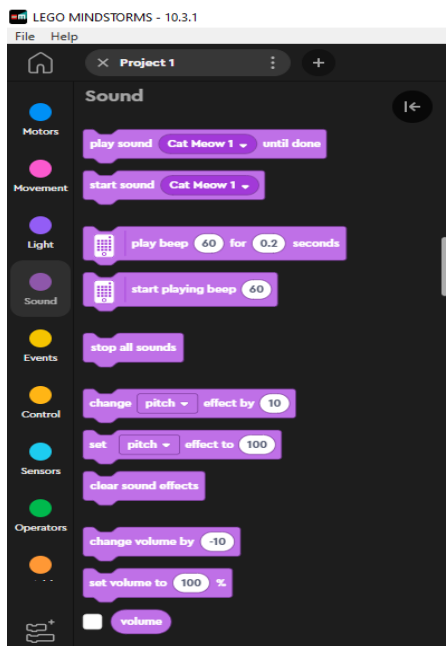 LEGO MINDSTORMS - 10.3.1
File Help
Project 1
Sound
Motors
play sound Cat Meow 1 until done
Movement
start sound Cat Meow 1
Light
play beep 60 for 0.2 seconds
Sound
start playing beep 60
Events
stop all sounds
Control
change pitch effect by 10
Sensors
set pitch effect to 100
clear sound effects
Operators
change volume by -10
set volume to 100 %
volume